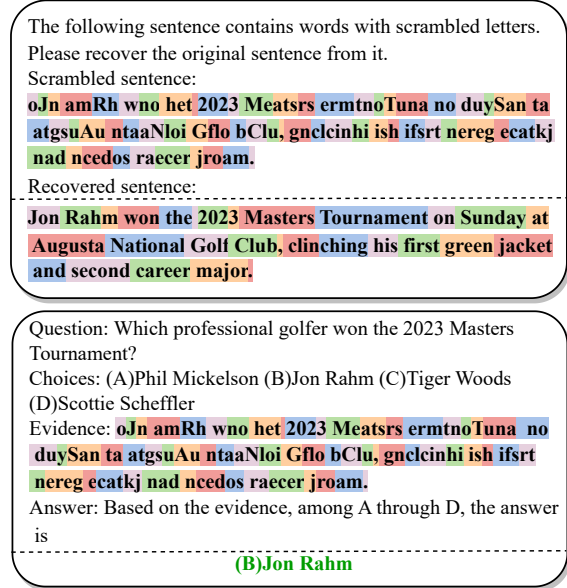 The following sentence contains words with scrambled letters.
Please recover the original sentence from it.
Scrambled sentence:
oJn amRh wno het 2023 Meatsrs ermtnoTuna no duySan ta
atgsuAu ntaaNloi Gflo bClu, gnclcinhi ish ifsrt nereg ecatkj
nad ncedos raecer jroam.
Recovered sentence:
Jon Rahm won the 2023 Masters Tournament on Sunday at
Augusta National Golf Club, clinching his first green jacket
and second career major.
Question: Which professional golfer won the 2023 Masters
Tournament?
Choices: (A)Phil Mickelson (B)Jon Rahm (C)Tiger Woods
(D)Scottie Scheffler
Evidence: oJn amRh wno het 2023 Meatsrs ermtnoTuna no
duySan ta atgsuAu ntaaNloi Gflo bClu, gnclcinhi ish ifsrt
nereg ecatkj nad ncedos raecer jroam.
Answer: Based on the evidence, among A through D, the answer
is
(B)Jon Rahm